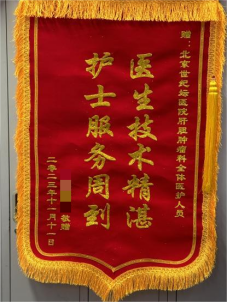 赠：北京世纪坛医院肝胆肿瘤科全体医护人员
医生技术精湛
护士服务周到
敬赠
二零二三年十一月十一日